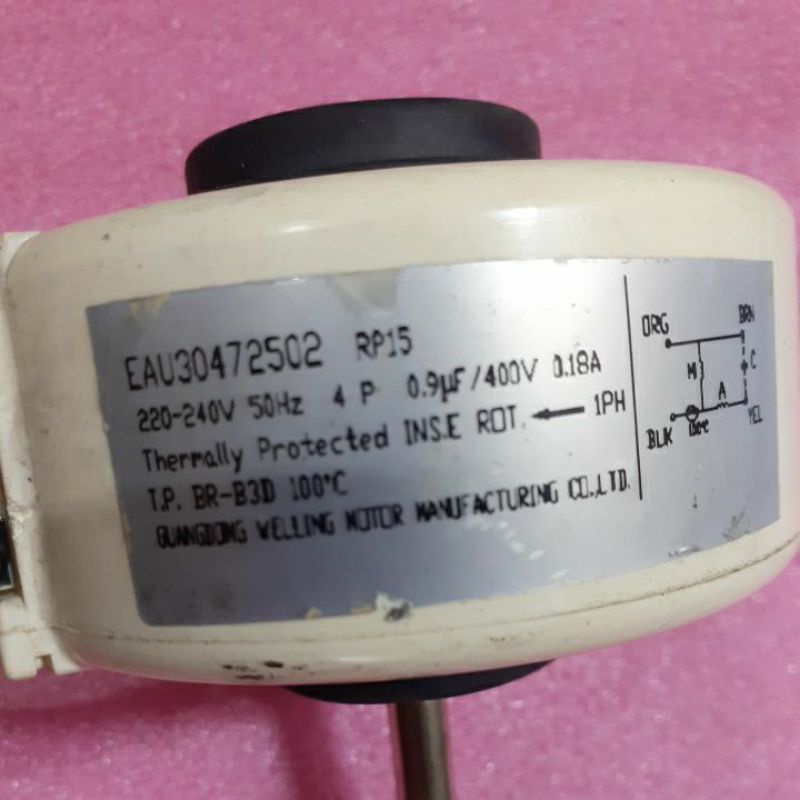 EAU30472502 RP15
220-240V 50Hz 4 P 0.9µF/400V 0.18A
Thermally Protected INS.E ROT. ← 1PH
T.P. BR-B3D 100°C
GUANGDONG WELLING MOTOR MANUFACTURING CO.,LTD.
ORG BRN
M C
A
BLK 100°C YEL